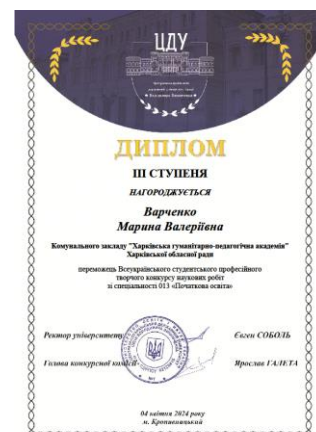 ЦДУ
ДИПЛОМ
III СТУПЕНЯ
НАГОРОДЖУЄТЬСЯ
Варченко
Марина Валеріївна
Комунального закладу "Харківська гуманітарно-педагогічна академія"
Харківської обласної ради
переможець Всеукраїнського студентського професійного
творчого конкурсу наукових робіт
зі спеціальності 013 «Початкова освіта»
Ректор університету Євген СОБОЛЬ
Голова конкурсної комісії Ярослав ГАЛЕТА
04 квітня 2024 року
м. Кропивницький